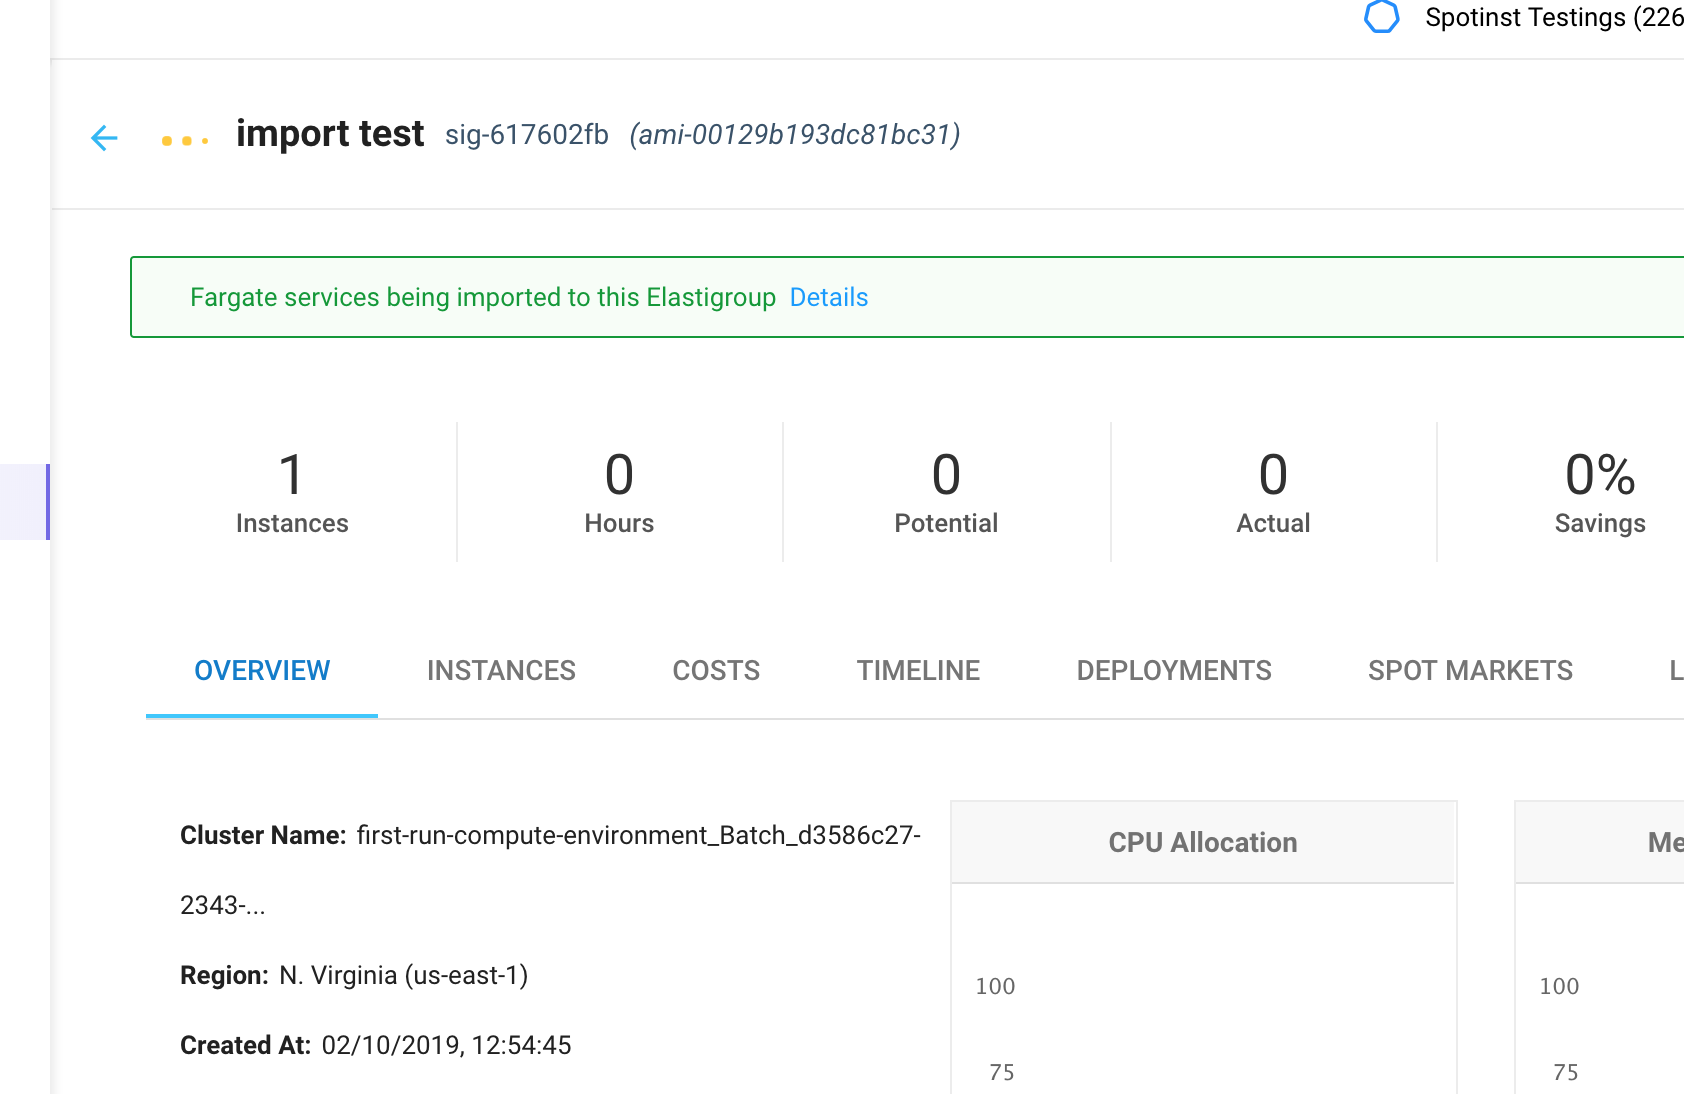 Spotinst Testings (226
import test sig-617602fb (ami-00129b193dc81bc31)
Fargate services being imported to this Elastigroup Details
1 0 0 0 0%
Instances Hours Potential Actual Savings
OVERVIEW INSTANCES COSTS TIMELINE DEPLOYMENTS SPOT MARKETS L
Cluster Name: first-run-compute-environment_Batch_d3586c27-
2343-...
Region: N. Virginia (us-east-1)
Created At: 02/10/2019, 12:54:45
CPU Allocation
100
75
Me
100
75